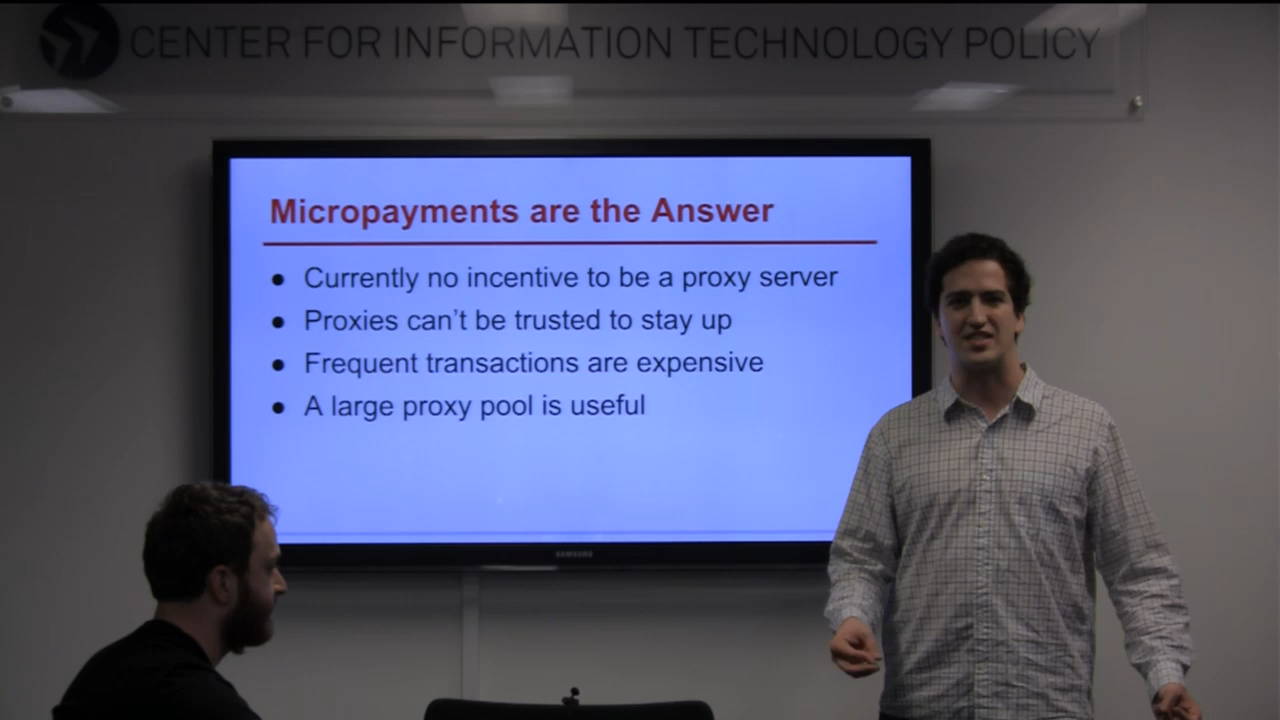 CENTER FOR INFORMATION TECHNOLOGY POLICY
Micropayments are the Answer
● Currently no incentive to be a proxy server
● Proxies can't be trusted to stay up
● Frequent transactions are expensive
● A large proxy pool is useful
SAMSUNG